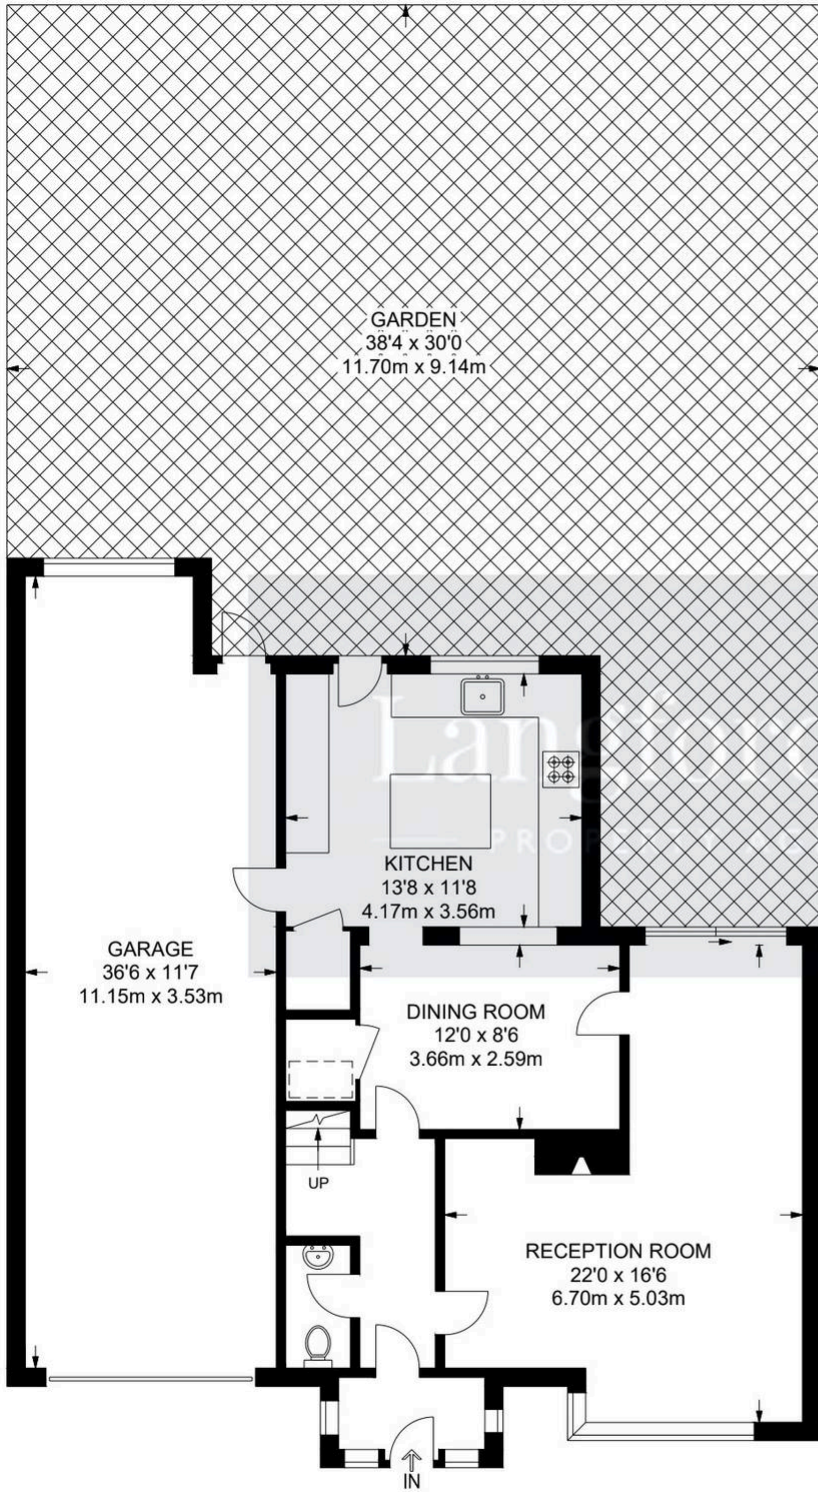 GARDEN
38'4 x 30'0
11.70m x 9.14m
Langford
PROPERTY
KITCHEN
13'8 x 11'8
4.17m x 3.56m
GARAGE
36'6 x 11'7
11.15m x 3.53m
DINING ROOM
12'0 x 8'6
3.66m x 2.59m
UP
RECEPTION ROOM
22'0 x 16'6
6.70m x 5.03m
IN